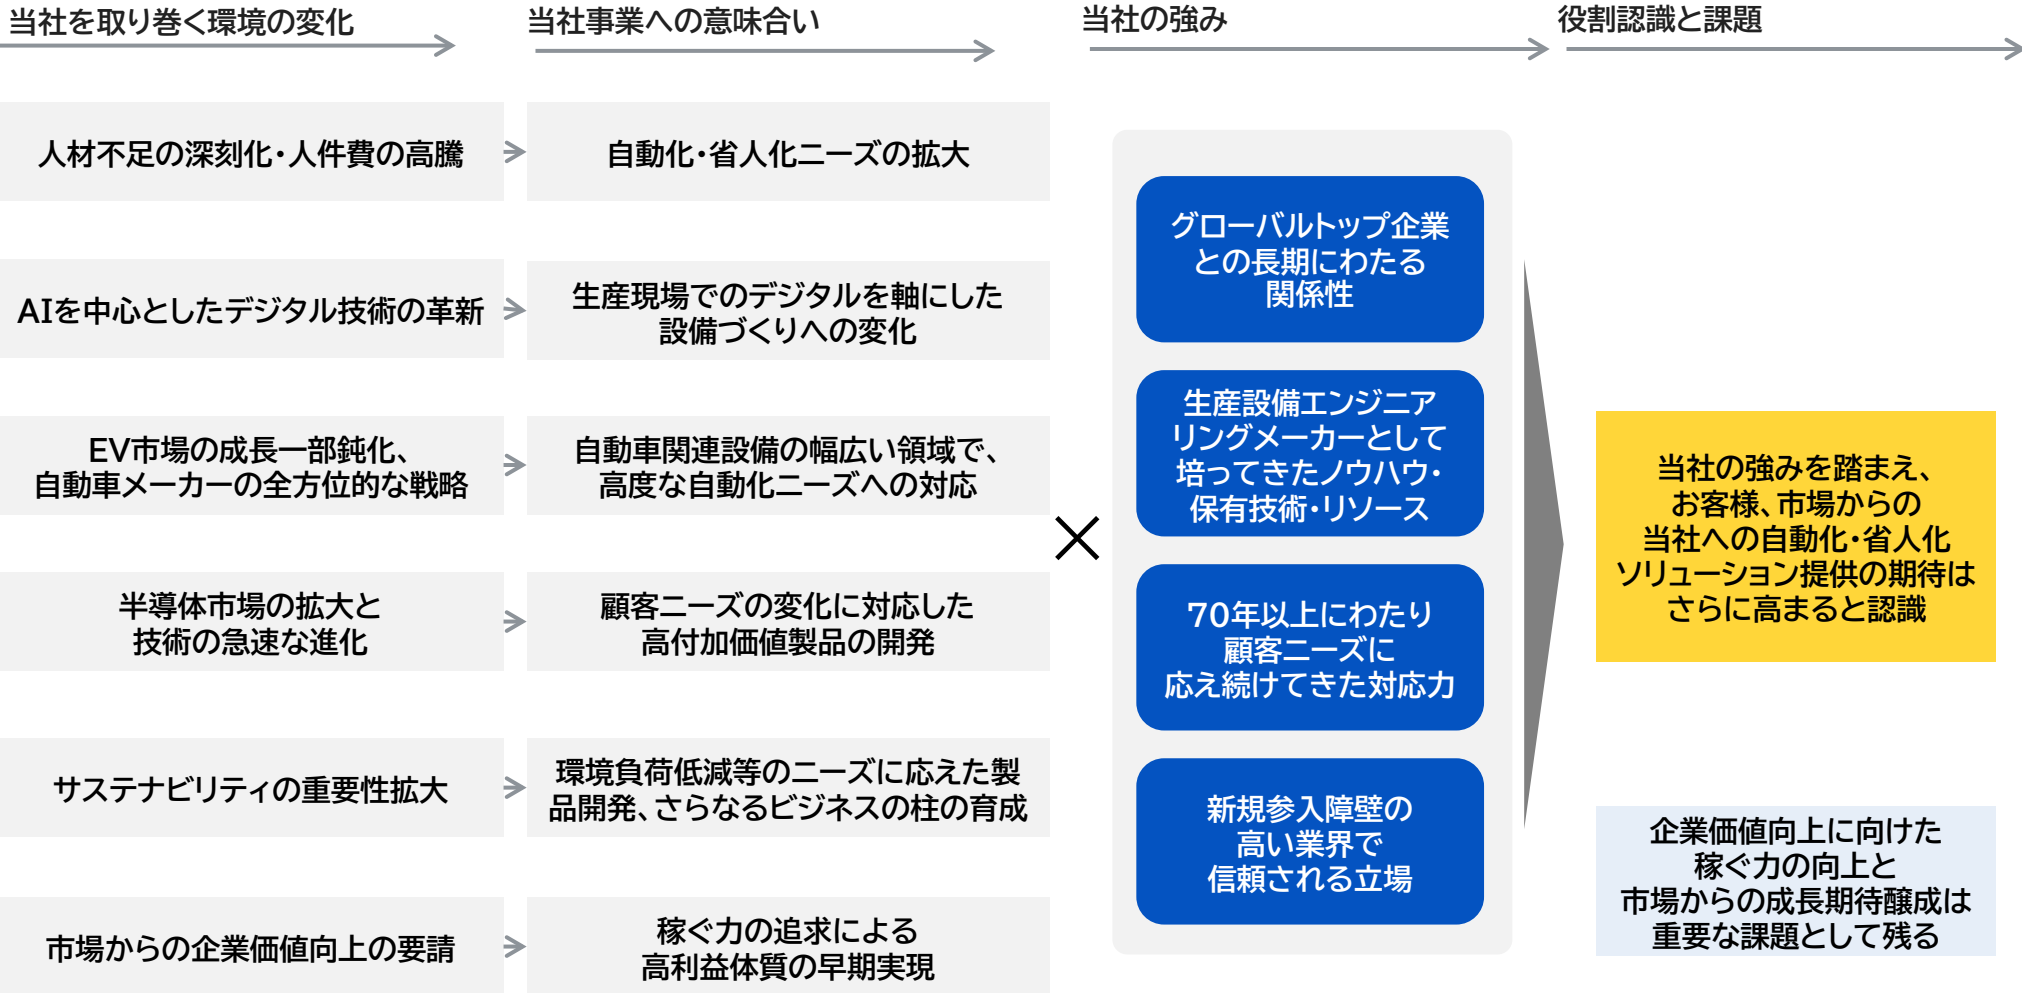 当社を取り巻く環境の変化
当社事業への意味合い
当社の強み
役割認識と課題
人材不足の深刻化・人件費の高騰
自動化・省人化ニーズの拡大
AIを中心としたデジタル技術の革新
生産現場でのデジタルを軸にした
設備づくりへの変化
EV市場の成長一部鈍化、
自動車メーカーの全方位的な戦略
自動車関連設備の幅広い領域で、
高度な自動化ニーズへの対応
半導体市場の拡大と
技術の急速な進化
顧客ニーズの変化に対応した
高付加価値製品の開発
サステナビリティの重要性拡大
環境負荷低減等のニーズに応えた製
品開発、さらなるビジネスの柱の育成
市場からの企業価値向上の要請
稼ぐ力の追求による
高利益体質の早期実現
×
グローバルトップ企業
との長期にわたる
関係性
生産設備エンジニア
リングメーカーとして
培ってきたノウハウ・
保有技術・リソース
70年以上にわたり
顧客ニーズに
応え続けてきた対応力
新規参入障壁の
高い業界で
信頼される立場
当社の強みを踏まえ、
お客様、市場からの
当社への自動化・省人化
ソリューション提供の期待は
さらに高まると認識
企業価値向上に向けた
稼ぐ力の向上と
市場からの成長期待醸成は
重要な課題として残る